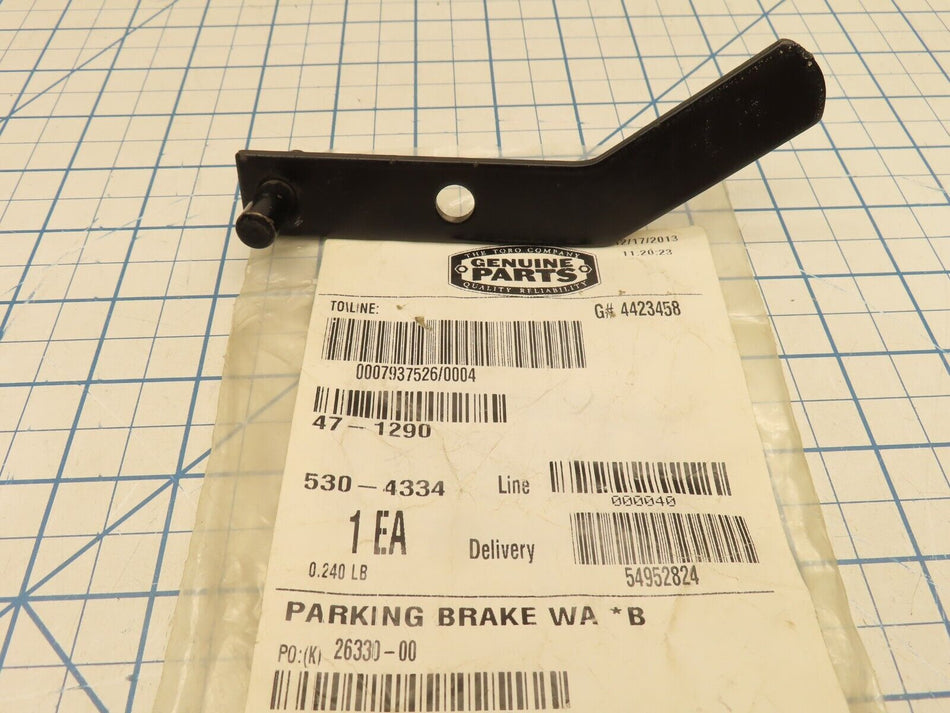 THE TORO COMPANY
GENUINE
PARTS
QUALITY RELIABILITY
12/17/2013
11:20:23
TO\LINE:
G# 4423458
0007937526/0004
47-1290
530-4334
Line
000040
1 EA
Delivery
0.240 LB
54952824
PARKING BRAKE WA *B
PO:(K) 26330-00